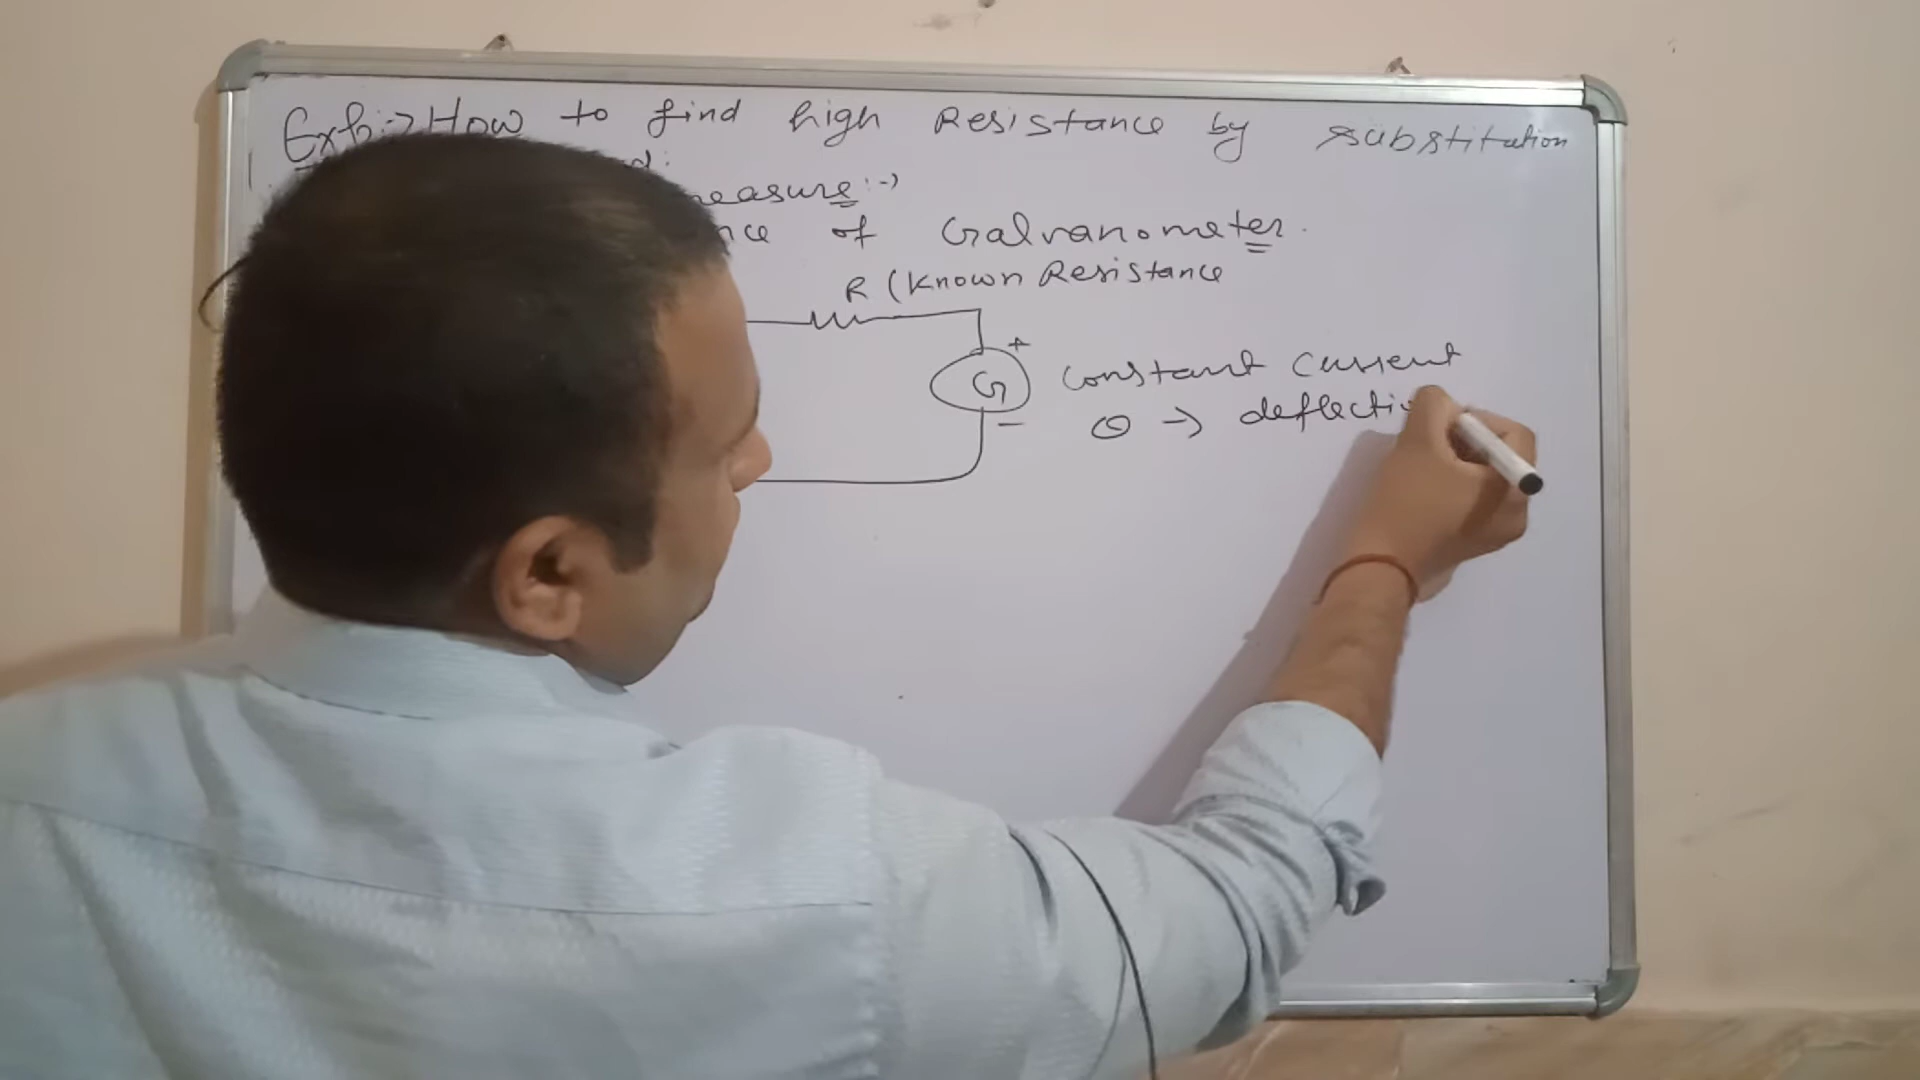 Exp:→ How to find high Resistance by substitution
measure:→
of Galvanometer.
R (Known Resistance
+
G constant current
−
θ → deflecti